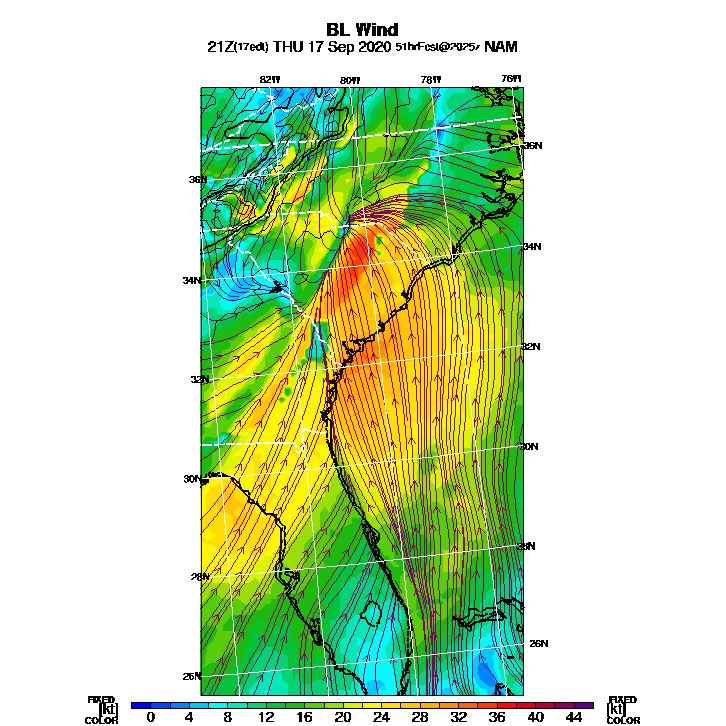 BL Wind
21Z(17edt) THU 17 Sep 2020 51hrFcst@2025z NAM
82W 80W 78W 76W
36N 36N
34N 34N
32N 32N
30N 30N
28N 28N
26N 26N
FIXED FIXED
[kt] 0 4 8 12 16 20 24 28 32 36 40 44 [kt]
COLOR COLOR